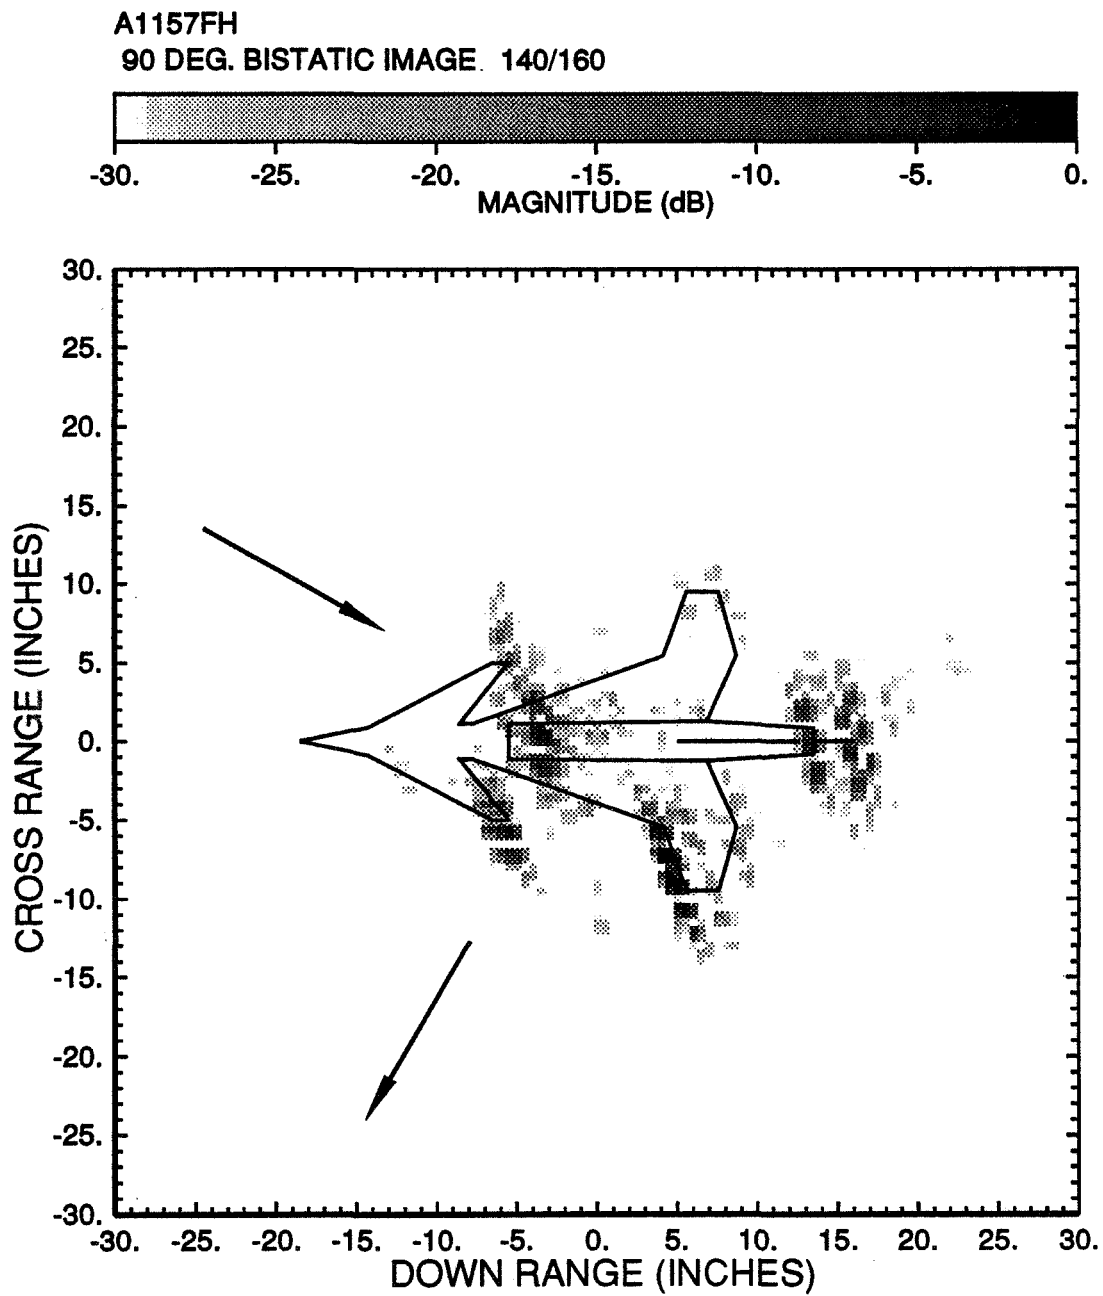 A1157FH
90 DEG. BISTATIC IMAGE. 140/160
-30. -25. -20. -15. -10. -5. 0.
MAGNITUDE (dB)
30.
25.
20.
15.
10.
5.
0.
-5.
-10.
-15.
-20.
-25.
-30.
CROSS RANGE (INCHES)
-30. -25. -20. -15. -10. -5. 0. 5. 10. 15. 20. 25. 30.
DOWN RANGE (INCHES)